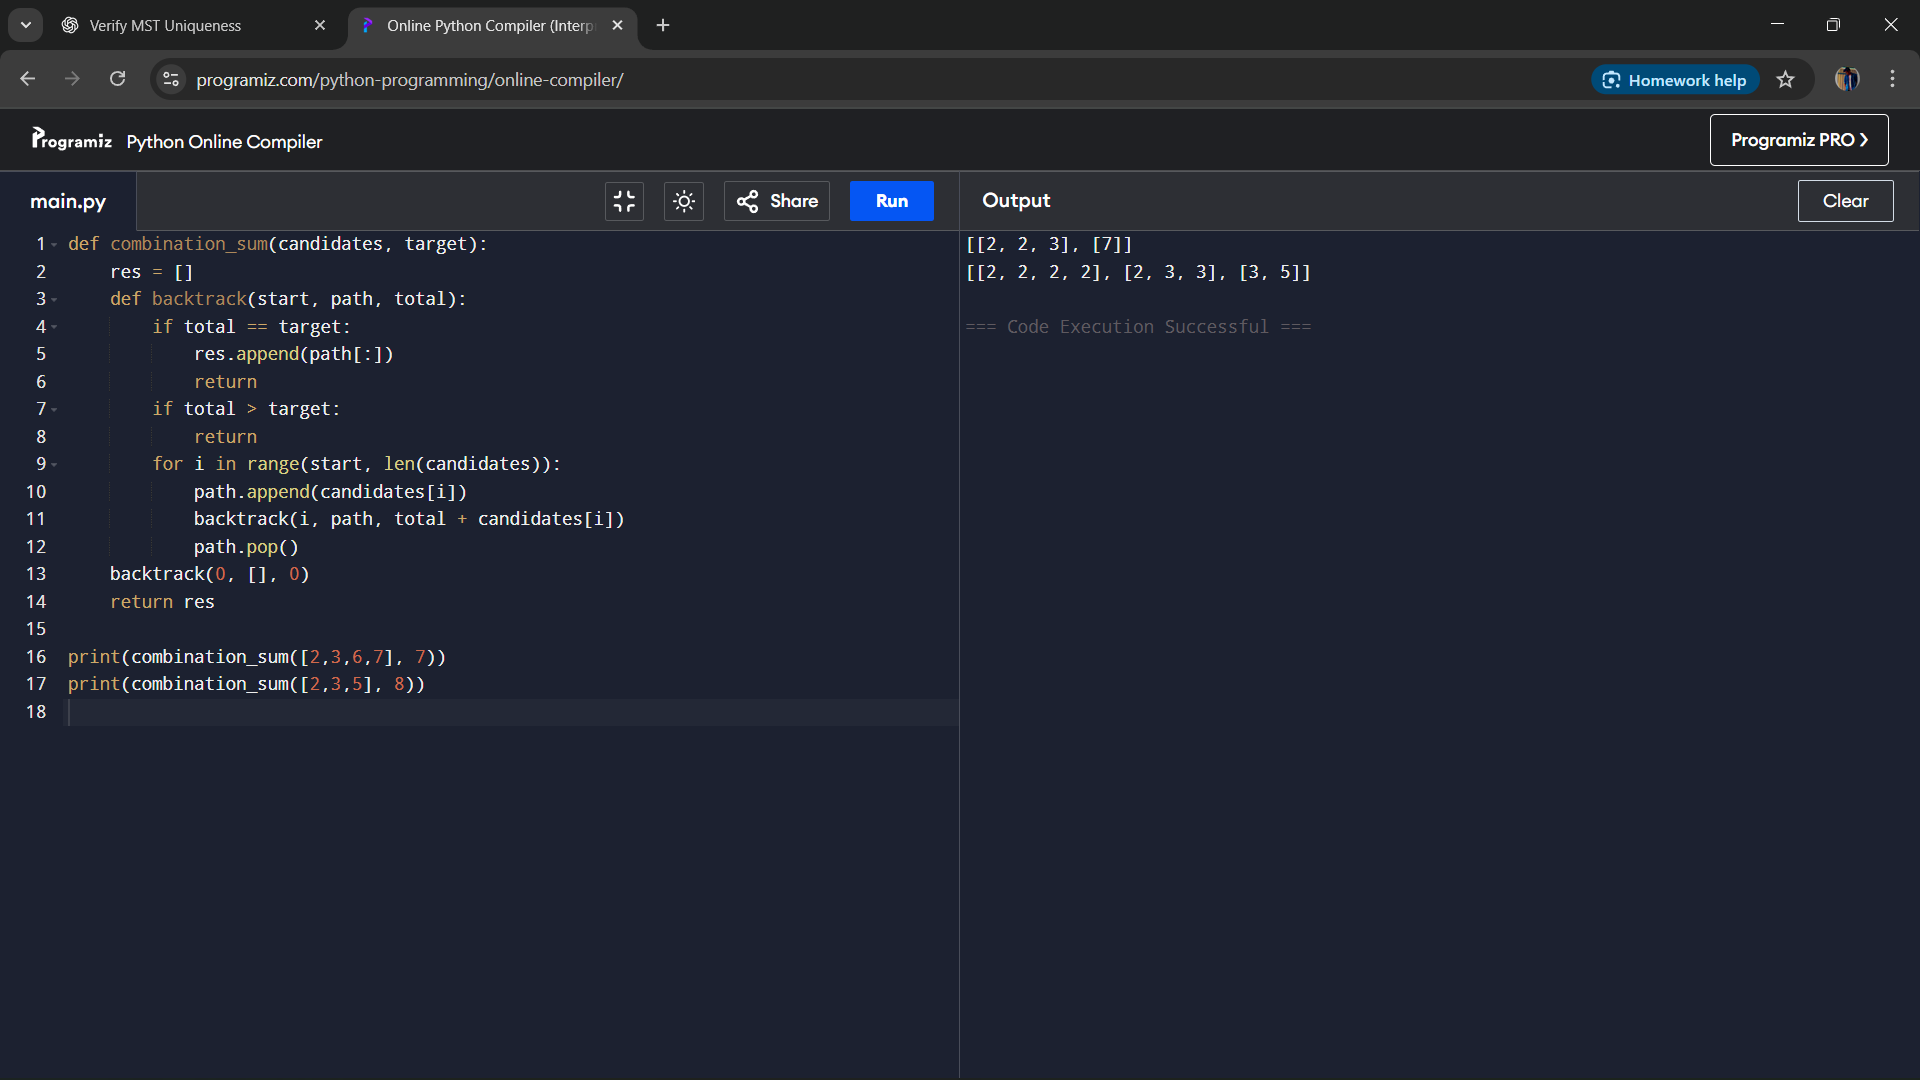 Verify MST Uniqueness
Online Python Compiler (Interp
programiz.com/python-programming/online-compiler/
Homework help
Programiz Python Online Compiler
Programiz PRO
main.py
Share
Run
Output
Clear
1 def combination_sum(candidates, target):
2     res = []
3     def backtrack(start, path, total):
4         if total == target:
5             res.append(path[:])
6             return
7         if total > target:
8             return
9         for i in range(start, len(candidates)):
10             path.append(candidates[i])
11             backtrack(i, path, total + candidates[i])
12             path.pop()
13     backtrack(0, [], 0)
14     return res
15
16 print(combination_sum([2,3,6,7], 7))
17 print(combination_sum([2,3,5], 8))
18
[[2, 2, 3], [7]]
[[2, 2, 2, 2], [2, 3, 3], [3, 5]]
=== Code Execution Successful ===